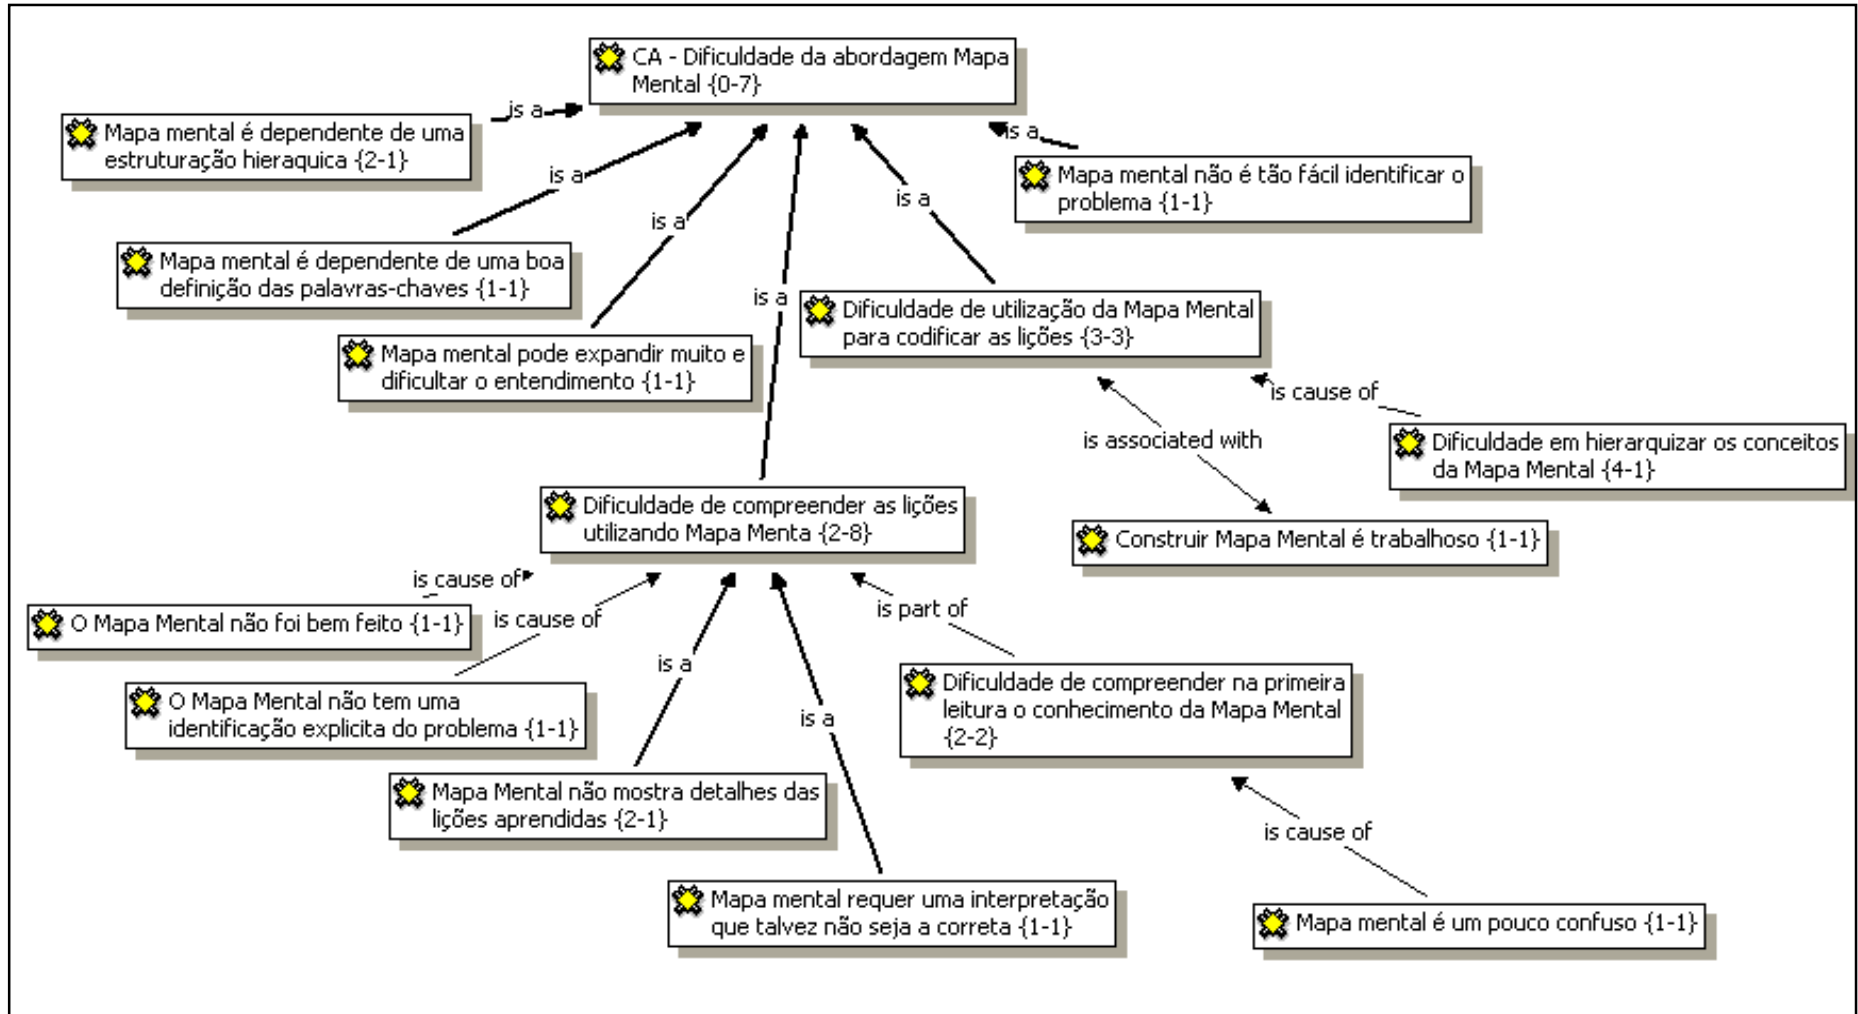 CA - Dificuldade da abordagem Mapa
Mental {0-7}
is a
Mapa mental é dependente de uma
estruturação hieraquica {2-1}
is a
Mapa mental não é tão fácil identificar o
problema {1-1}
is a
is a
is a
Mapa mental é dependente de uma boa
definição das palavras-chaves {1-1}
is a
Dificuldade de utilização da Mapa Mental
para codificar as lições {3-3}
Mapa mental pode expandir muito e
dificultar o entendimento {1-1}
is cause of
is associated with
Dificuldade em hierarquizar os conceitos
da Mapa Mental {4-1}
Dificuldade de compreender as lições
utilizando Mapa Menta {2-8}
Construir Mapa Mental é trabalhoso {1-1}
is cause of
is cause of
is part of
O Mapa Mental não foi bem feito {1-1}
is a
O Mapa Mental não tem uma
identificação explicita do problema {1-1}
is a
Dificuldade de compreender na primeira
leitura o conhecimento da Mapa Mental
{2-2}
Mapa Mental não mostra detalhes das
lições aprendidas {2-1}
is cause of
Mapa mental requer uma interpretação
que talvez não seja a correta {1-1}
Mapa mental é um pouco confuso {1-1}